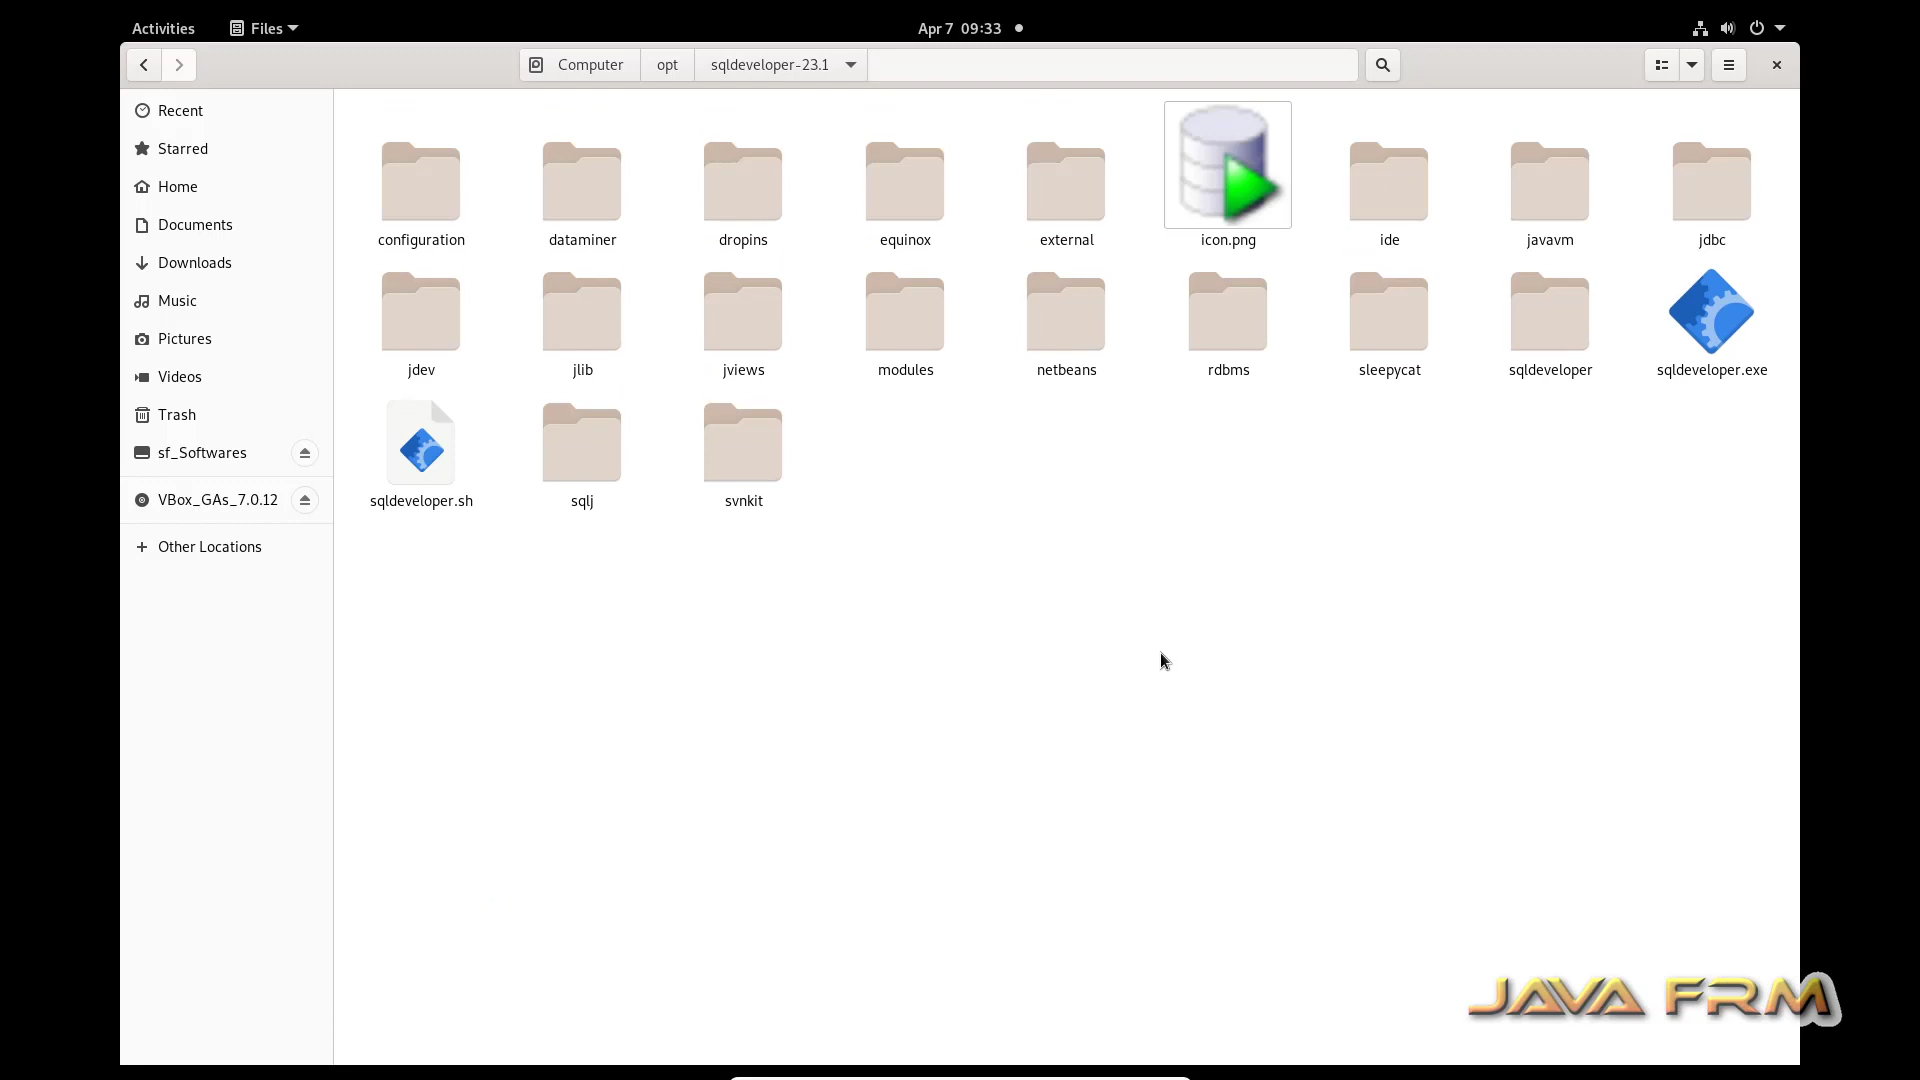 Activities Files Apr 7 09:33
Computer opt sqldeveloper-23.1
Recent
Starred
Home
Documents
Downloads
Music
Pictures
Videos
Trash
sf_Softwares
VBox_GAs_7.0.12
Other Locations
configuration dataminer dropins equinox external icon.png ide javavm jdbc
jdev jlib jviews modules netbeans rdbms sleepycat sqldeveloper sqldeveloper.exe
sqldeveloper.sh sqlj svnkit
JAVA FRM